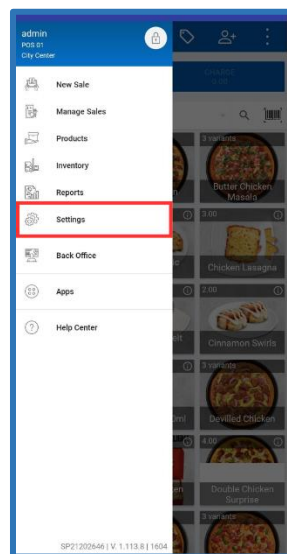 admin
POS 01
City Center
New Sale
Manage Sales
Products
Inventory
Reports
Settings
Back Office
Apps
Help Center
SP21202646 | V. 1.113.8 | 1604
CHARGE
3 variants
Butter Chicken
Masala
3.00
Chicken Lasagna
2.00
Cinnamon Swirls
3 variants
Devilled Chicken
4.00
Double Chicken
Surprise
3 variants